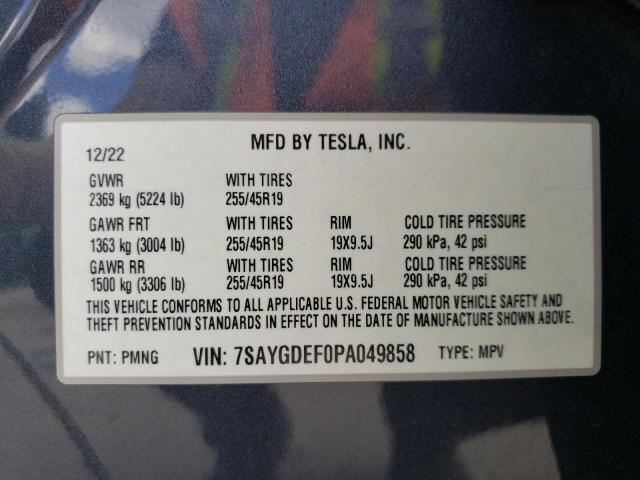 MFD BY TESLA, INC.
12/22
GVWR WITH TIRES
2369 kg (5224 lb) 255/45R19
GAWR FRT WITH TIRES RIM COLD TIRE PRESSURE
1363 kg (3004 lb) 255/45R19 19X9.5J 290 kPa, 42 psi
GAWR RR WITH TIRES RIM COLD TIRE PRESSURE
1500 kg (3306 lb) 255/45R19 19X9.5J 290 kPa, 42 psi
THIS VEHICLE CONFORMS TO ALL APPLICABLE U.S. FEDERAL MOTOR VEHICLE SAFETY AND
THEFT PREVENTION STANDARDS IN EFFECT ON THE DATE OF MANUFACTURE SHOWN ABOVE.
PNT: PMNG VIN: 7SAYGDEF0PA049858 TYPE: MPV